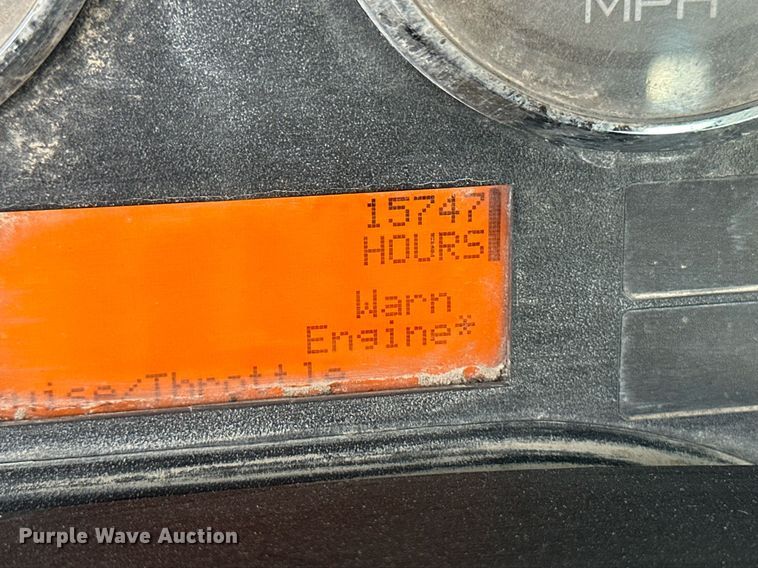 MPH
15747
HOURS
Warn
Engine*
Purple Wave Auction